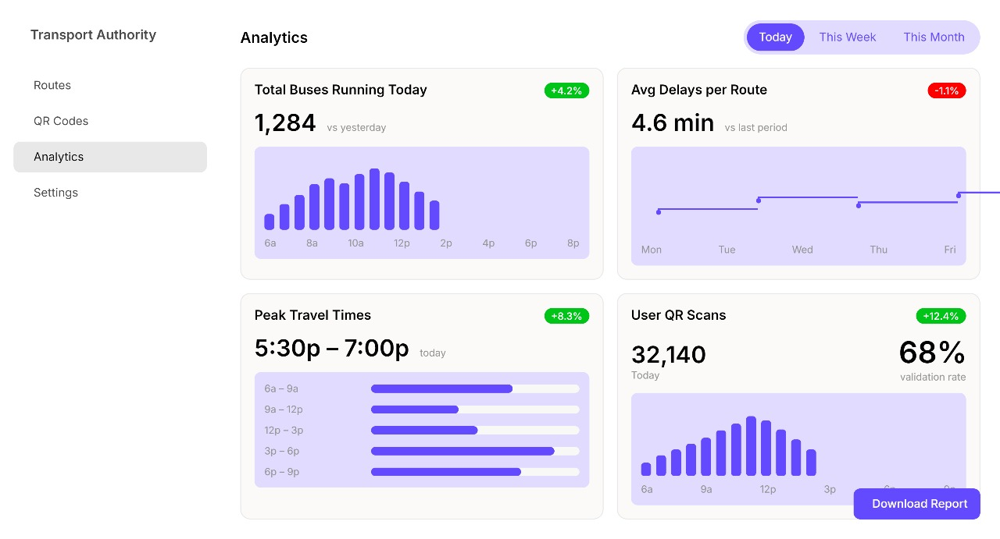 Transport Authority
Routes
QR Codes
Analytics
Settings
Analytics
Today
This Week
This Month
Total Buses Running Today
+4.2%
1,284
vs yesterday
6a
8a
10a
12p
2p
4p
6p
8p
Avg Delays per Route
-1.1%
4.6 min
vs last period
Mon
Tue
Wed
Thu
Fri
Peak Travel Times
+8.3%
5:30p – 7:00p
today
6a – 9a
9a – 12p
12p – 3p
3p – 6p
6p – 9p
User QR Scans
+12.4%
32,140
Today
68%
validation rate
6a
9a
12p
3p
Download Report